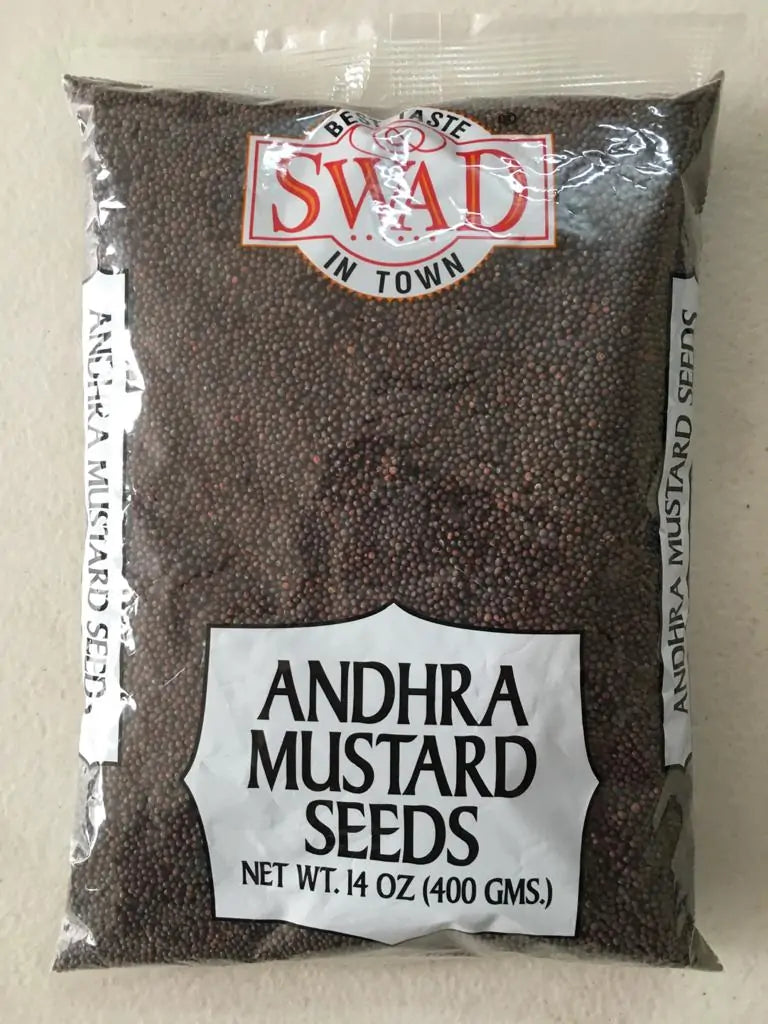 BEST TASTE
SWAD
IN TOWN
ANDHRA MUSTARD SEEDS
ANDHRA MUSTARD SEEDS
ANDHRA
MUSTARD
SEEDS
NET WT. 14 OZ (400 GMS.)